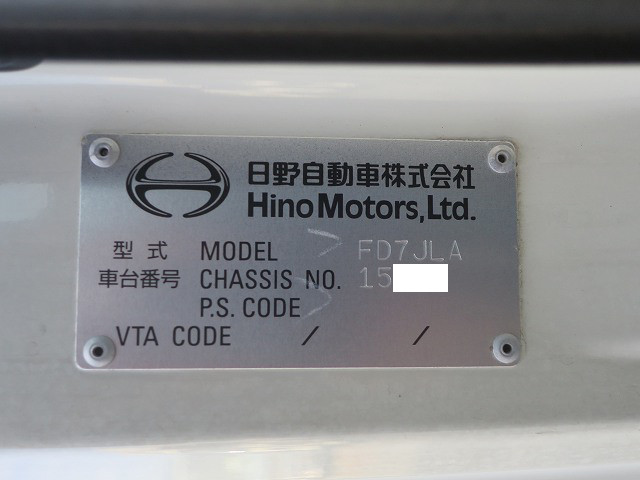 日野自動車株式会社
Hino Motors, Ltd.
型式 MODEL FD7JLA
車台番号 CHASSIS NO. 15
P.S. CODE
VTA CODE / /